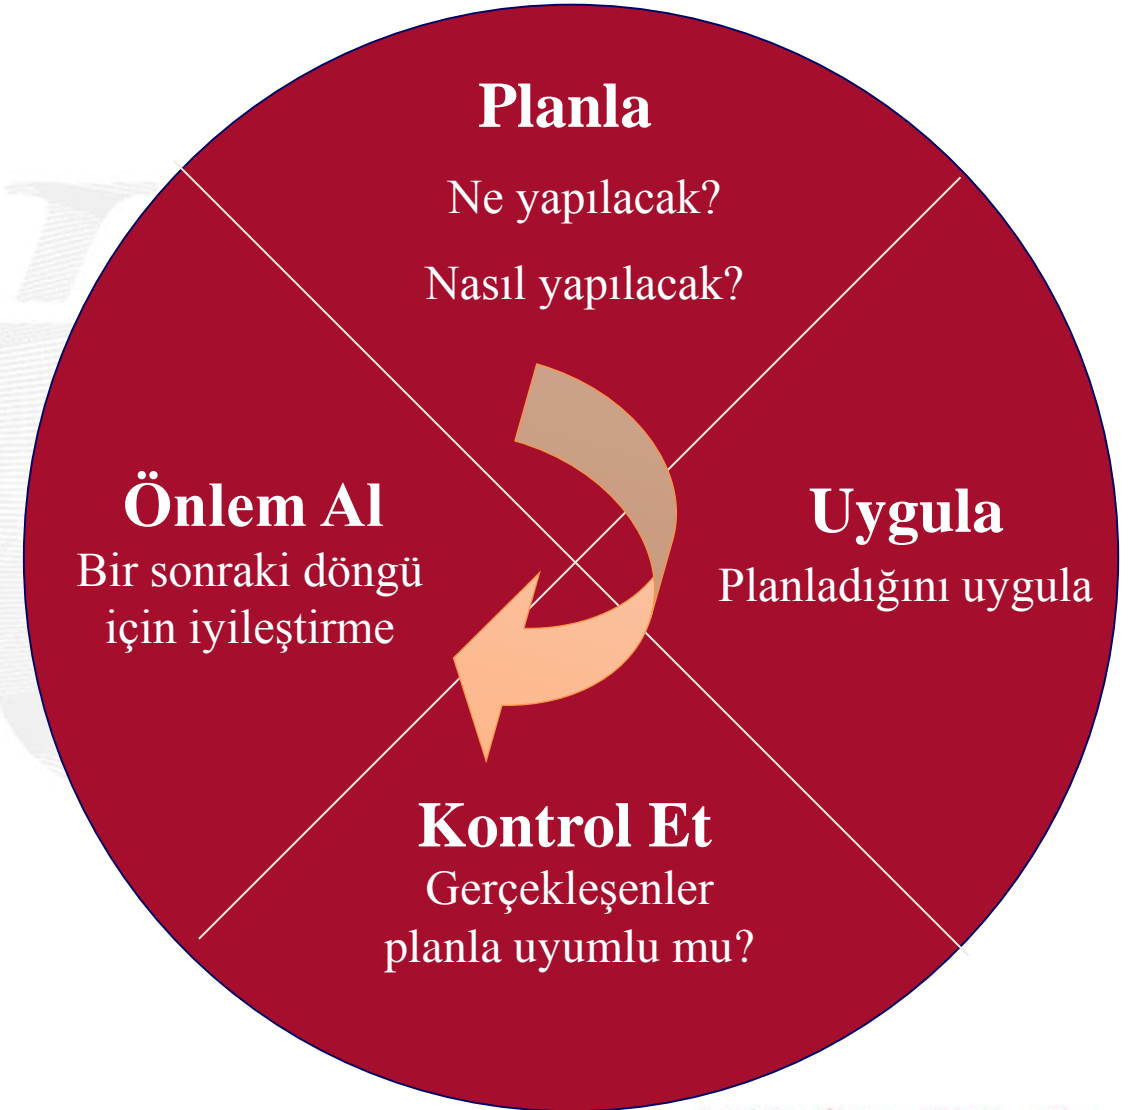 Planla
Ne yapılacak?
Nasıl yapılacak?
Uygula
Planladığını uygula
Kontrol Et
Gerçekleşenler
planla uyumlu mu?
Önlem Al
Bir sonraki döngü
için iyileştirme